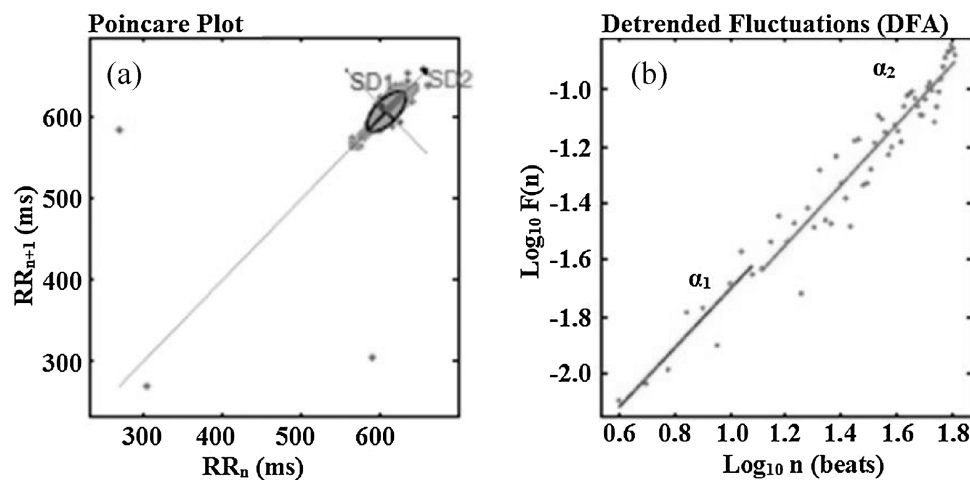 Poincare Plot
(a)
SD1
SD2
600
500
400
300
RRn+1 (ms)
300 400 500 600
RRn (ms)
Detrended Fluctuations (DFA)
(b)
α2
α1
-1.0
-1.2
-1.4
-1.6
-1.8
-2.0
Log10 F(n)
0.6 0.8 1.0 1.2 1.4 1.6 1.8
Log10 n (beats)